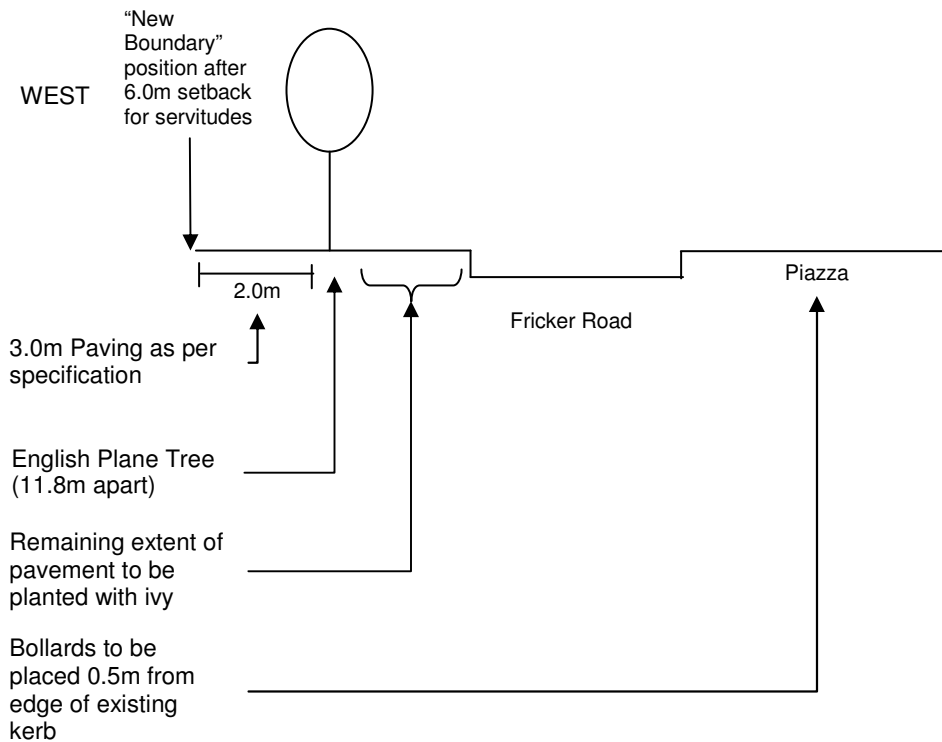 “New
Boundary”
position after
6.0m setback
for servitudes
WEST
2.0m
Piazza
Fricker Road
3.0m Paving as per
specification
English Plane Tree
(11.8m apart)
Remaining extent of
pavement to be
planted with ivy
Bollards to be
placed 0.5m from
edge of existing
kerb